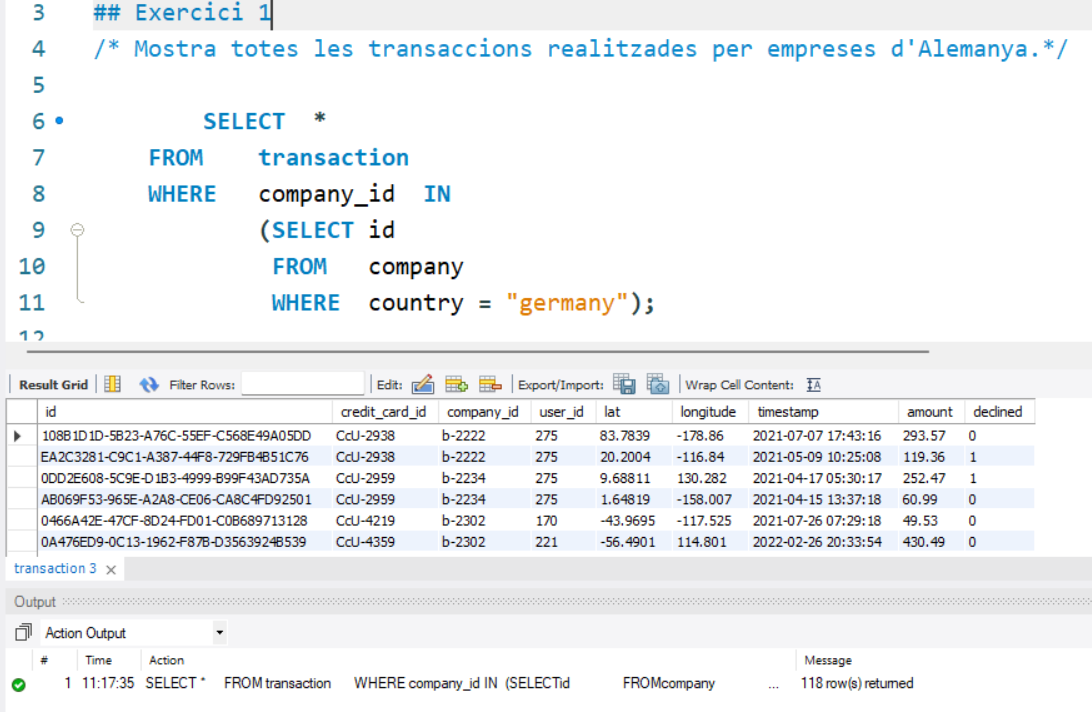 3 ## Exercici 1
4 /* Mostra totes les transaccions realitzades per empreses d'Alemanya.*/
5
6 SELECT *
7 FROM transaction
8 WHERE company_id IN
9 (SELECT id
10 FROM company
11 WHERE country = "germany");
12
Result Grid Filter Rows: Edit: Export/Import: Wrap Cell Content: IA
id credit_card_id company_id user_id lat longitude timestamp amount declined
108B1D1D-5B23-A76C-55EF-C568E49A05DD CcU-2938 b-2222 275 83.7839 -178.86 2021-07-07 17:43:16 293.57 0
EA2C3281-C9C1-A387-44F8-729FB4B51C76 CcU-2938 b-2222 275 20.2004 -116.84 2021-05-09 10:25:08 119.36 1
0DD2E608-5C9E-D1B3-4999-B99F43AD735A CcU-2959 b-2234 275 9.68811 130.282 2021-04-17 05:30:17 252.47 1
AB069F53-965E-A2A8-CE06-CA8C4FD92501 CcU-2959 b-2234 275 1.64819 -158.007 2021-04-15 13:37:18 60.99 0
0466A42E-47CF-8D24-FD01-C0B689713128 CcU-4219 b-2302 170 -43.9695 -117.525 2021-07-26 07:29:18 49.53 0
0A476ED9-0C13-1962-F87B-D3563924B539 CcU-4359 b-2302 221 -56.4901 114.801 2022-02-26 20:33:54 430.49 0
transaction 3
Output
Action Output
# Time Action Message
1 11:17:35 SELECT * FROM transaction WHERE company_id IN (SELECTid FROMcompany ... 118 row(s) returned